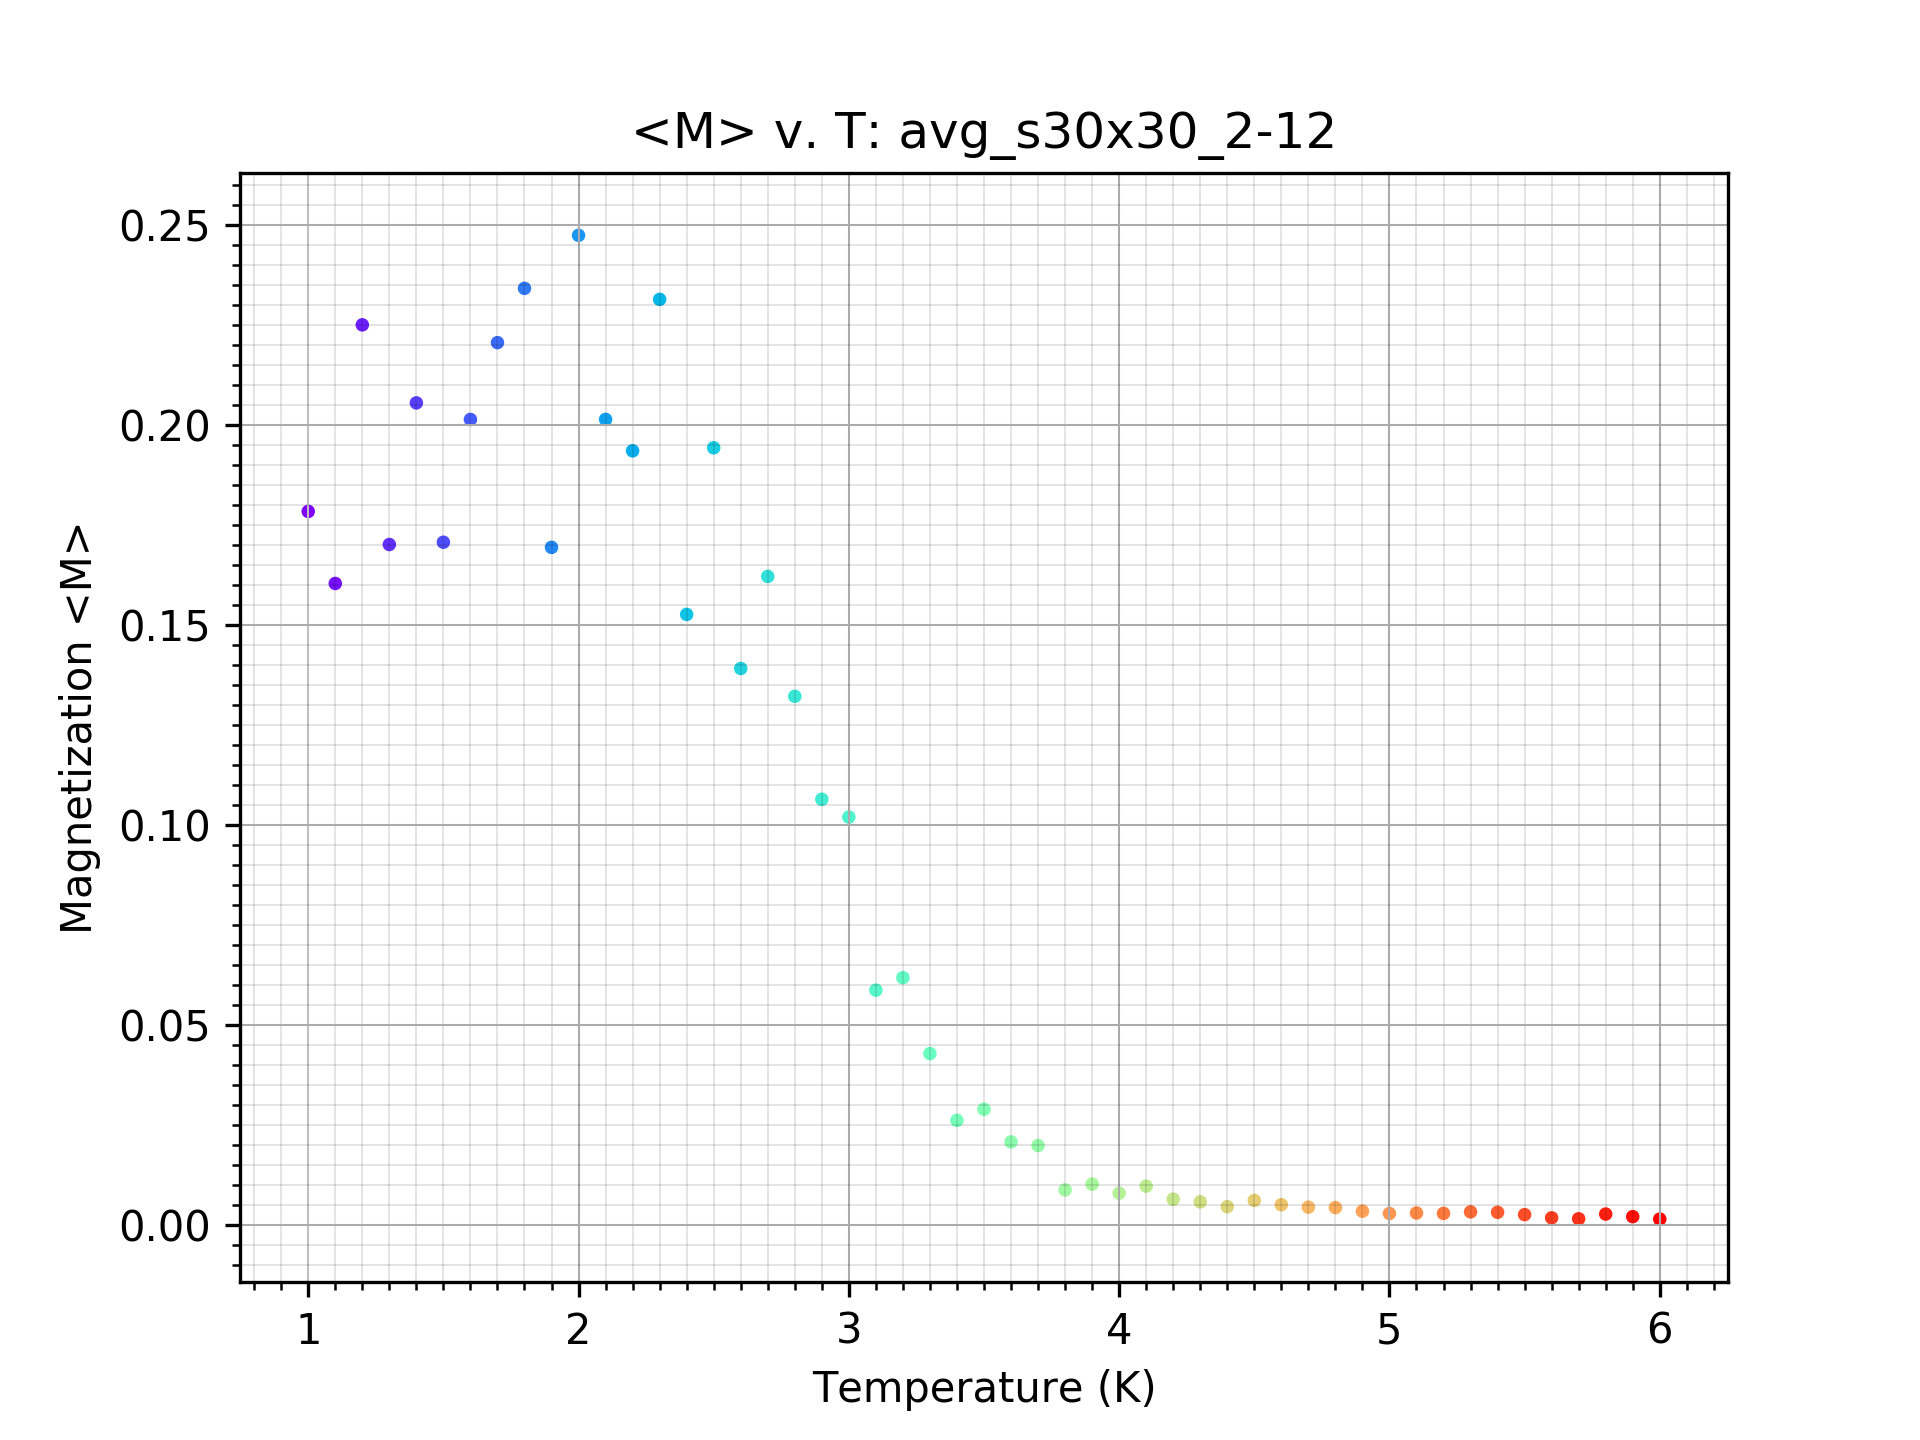 <M> v. T: avg_s30x30_2-12
0.25
0.20
0.15
0.10
0.05
0.00
Magnetization <M>
1 2 3 4 5 6
Temperature (K)